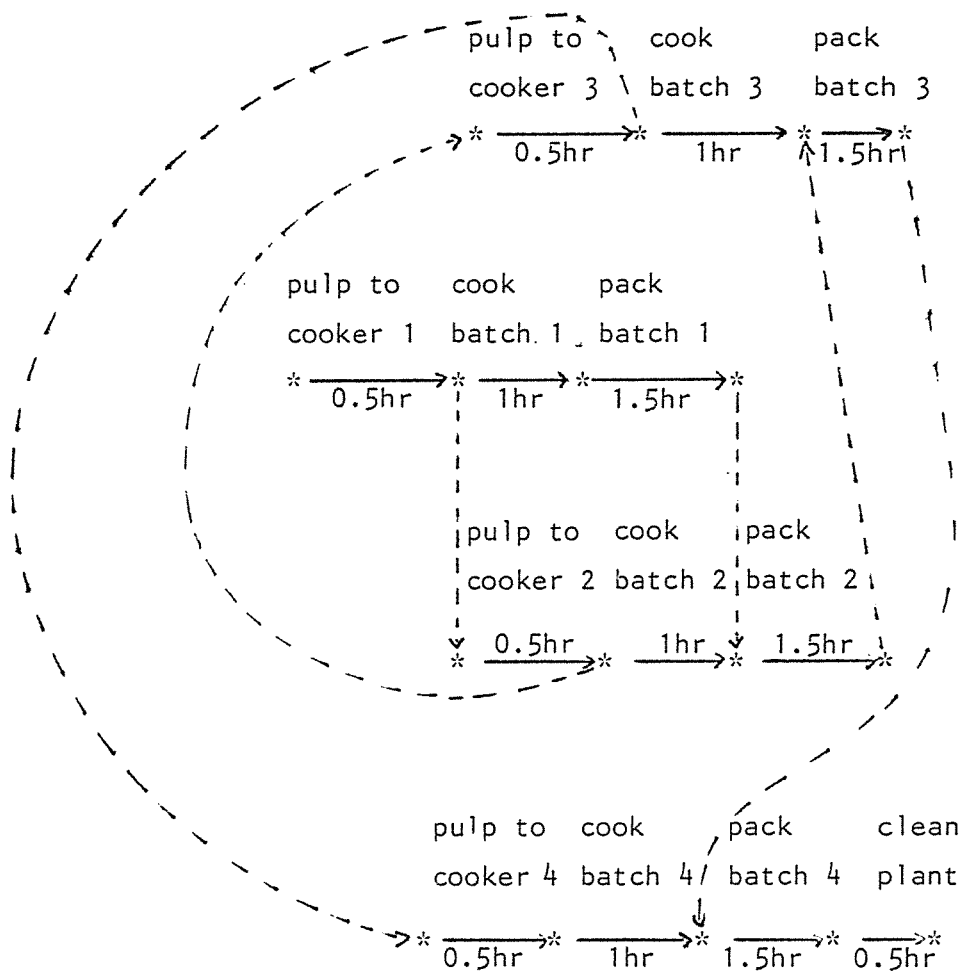 pulp to cook pack
cooker 3 batch 3 batch 3
0.5hr 1hr 1.5hr
pulp to cook pack
cooker 1 batch 1 batch 1
0.5hr 1hr 1.5hr
pulp to cook pack
cooker 2 batch 2 batch 2
0.5hr 1hr 1.5hr
pulp to cook pack clean
cooker 4 batch 4 batch 4 plant
0.5hr 1hr 1.5hr 0.5hr